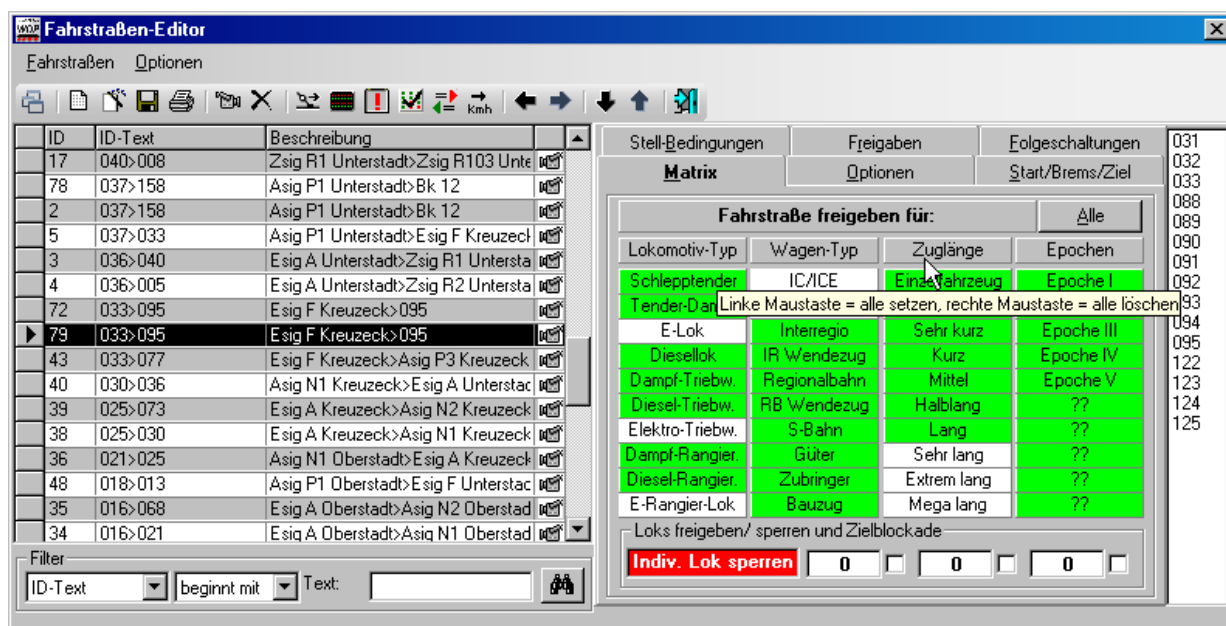 Fahrstraßen-Editor
Fahrstraßen Optionen
Kmh
ID ID-Text Beschreibung
17 040>008 Zsig R1 Unterstadt>Zsig R103 Unte
78 037>158 Asig P1 Unterstadt>Bk 12
2 037>158 Asig P1 Unterstadt>Bk 12
5 037>033 Asig P1 Unterstadt>Esig F Kreuzeck
3 036>040 Esig A Unterstadt>Zsig R1 Untersta
4 036>005 Esig A Unterstadt>Zsig R2 Untersta
72 033>095 Esig F Kreuzeck>095
79 033>095 Esig F Kreuzeck>095
43 033>077 Esig F Kreuzeck>Asig P3 Kreuzeck
40 030>036 Asig N1 Kreuzeck>Esig A Unterstad
39 025>073 Esig A Kreuzeck>Asig N2 Kreuzeck
38 025>030 Esig A Kreuzeck>Asig N1 Kreuzeck
36 021>025 Asig N1 Oberstadt>Esig A Kreuzeck
48 018>013 Asig P1 Oberstadt>Esig F Unterstad
35 016>068 Esig A Oberstadt>Asig N2 Oberstad
34 016>021 Esig A Oberstadt>Asig N1 Oberstad
Filter
ID-Text beginnt mit Text:
Stell-Bedingungen Freigaben Folgeschaltungen
Matrix Optionen Start/Brems/Ziel
Fahrstraße freigeben für: Alle
Lokomotiv-Typ Wagen-Typ Zuglänge Epochen
Schlepptender IC/ICE Einzelfahrzeug Epoche I
Tender-Dam
Linke Maustaste = alle setzen, rechte Maustaste = alle löschen
E-Lok Interregio Sehr kurz Epoche III
Diesellok IR Wendezug Kurz Epoche IV
Dampf-Triebw. Regionalbahn Mittel Epoche V
Diesel-Triebw. RB Wendezug Halblang ??
Elektro-Triebw. S-Bahn Lang ??
Dampf-Rangier. Güter Sehr lang ??
Diesel-Rangier. Zubringer Extrem lang ??
E-Rangier-Lok Bauzug Mega lang ??
Loks freigeben/ sperren und Zielblockade
Indiv. Lok sperren 0 0 0
031
032
033
088
089
090
091
092
93
094
095
122
123
124
125